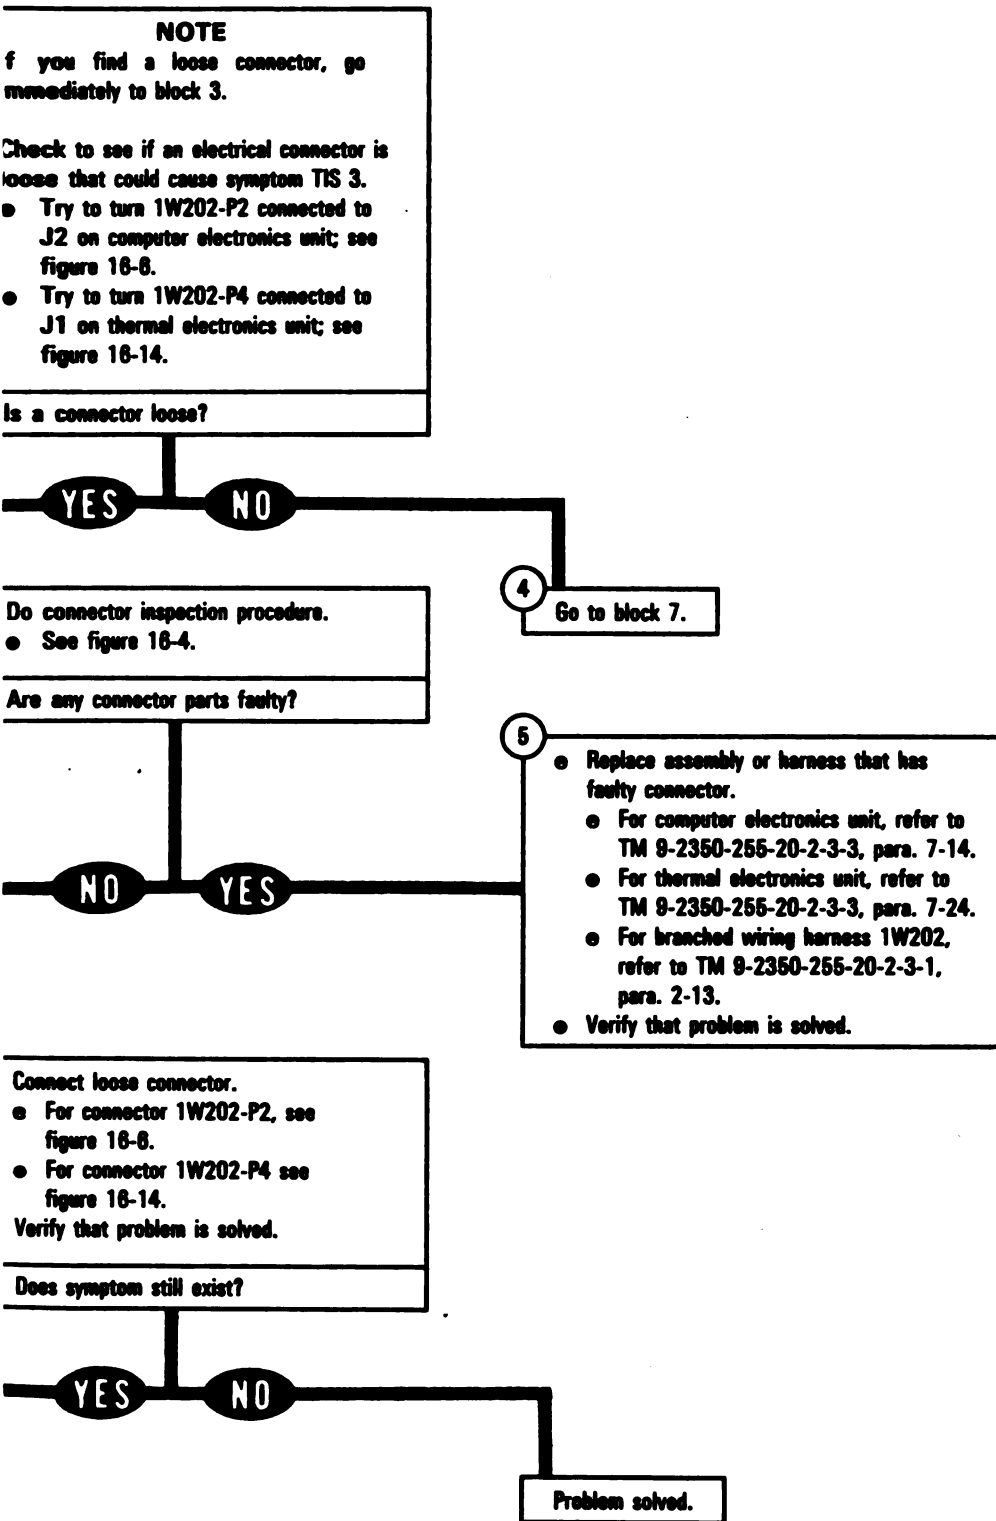 NOTE
f you find a loose connector, go
mmediately to block 3.
Check to see if an electrical connector is
loose that could cause symptom TIS 3.
● Try to turn 1W202-P2 connected to
J2 on computer electronics unit; see
figure 16-6.
● Try to turn 1W202-P4 connected to
J1 on thermal electronics unit; see
figure 16-14.
Is a connector loose?
YES NO
4
Go to block 7.
Do connector inspection procedure.
● See figure 16-4.
Are any connector parts faulty?
NO YES
5
● Replace assembly or harness that has
faulty connector.
● For computer electronics unit, refer to
TM 9-2350-255-20-2-3-3, para. 7-14.
● For thermal electronics unit, refer to
TM 9-2350-255-20-2-3-3, para. 7-24.
● For branched wiring harness 1W202,
refer to TM 9-2350-255-20-2-3-1,
para. 2-13.
● Verify that problem is solved.
Connect loose connector.
● For connector 1W202-P2, see
figure 16-6.
● For connector 1W202-P4 see
figure 16-14.
Verify that problem is solved.
Does symptom still exist?
YES NO
Problem solved.